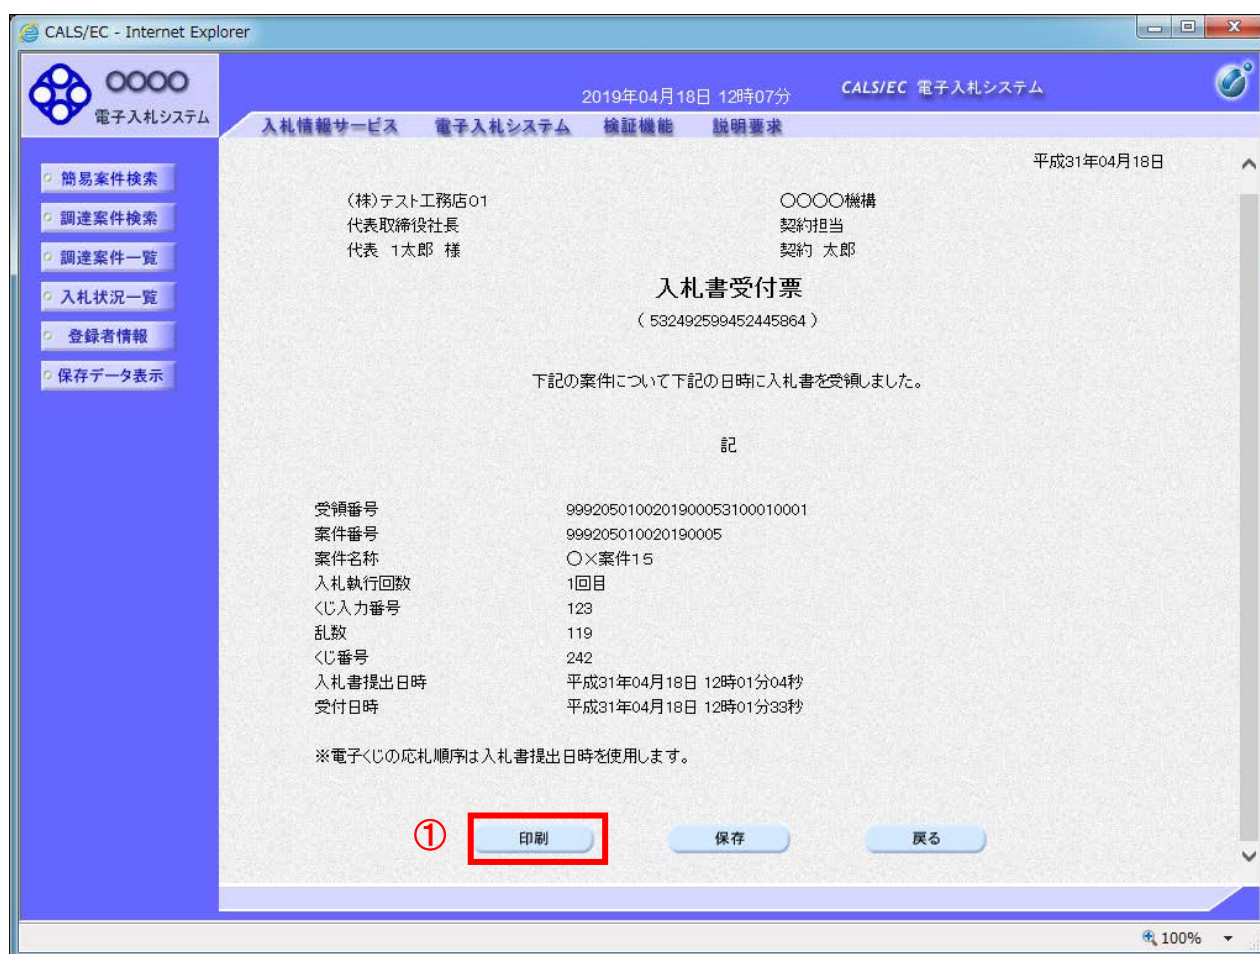 CALS/EC - Internet Explorer
○○○○
電子入札システム
2019年04月18日 12時07分
CALS/EC 電子入札システム
入札情報サービス 電子入札システム 検証機能 説明要求
簡易案件検索
調達案件検索
調達案件一覧
入札状況一覧
登録者情報
保存データ表示
平成31年04月18日
(株)テスト工務店01 ○○○○機構
代表取締役社長 契約担当
代表 1太郎 様 契約 太郎
入札書受付票
( 532492599452445864 )
下記の案件について下記の日時に入札書を受領しました。
記
受領番号 9992050100201900053100010001
案件番号 999205010020190005
案件名称 ○×案件15
入札執行回数 1回目
くじ入力番号 123
乱数 119
くじ番号 242
入札書提出日時 平成31年04月18日 12時01分04秒
受付日時 平成31年04月18日 12時01分33秒
※電子くじの応札順序は入札書提出日時を使用します。
① 印刷 保存 戻る
100%